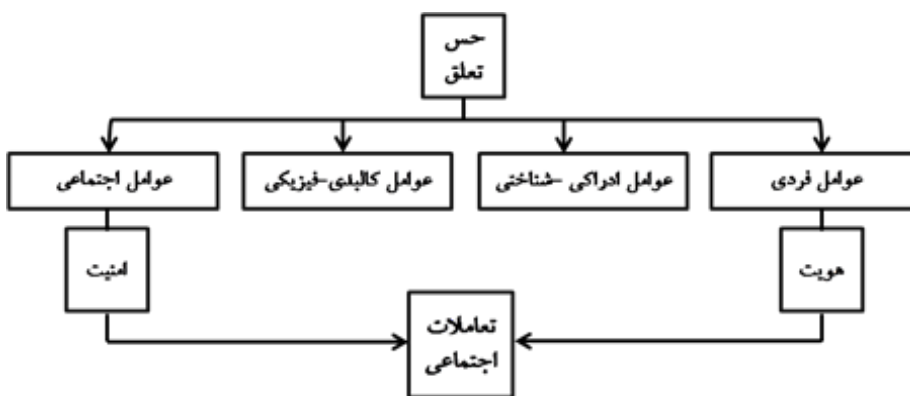 حس
تعلق
عوامل فردی
عوامل ادراکی -شناختی
عوامل کالبدی-فیزیکی
عوامل اجتماعی
هویت
امنیت
تعاملات
اجتماعی